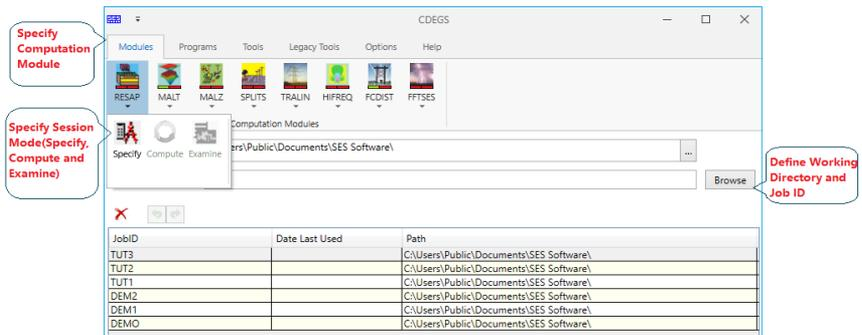 CDEGS
Specify
Computation
Module
Modules Programs Tools Legacy Tools Options Help
RESAP MALT MALZ SPLITS TRALIN HIFREQ FCDIST FFTSES
Computation Modules
Specify Session
Mode(Specify,
Compute and
Examine)
Specify Compute Examine
ers\Public\Documents\SES Software\
...
Browse
Define Working
Directory and
Job ID
JobID Date Last Used Path
TUT3 C:\Users\Public\Documents\SES Software\
TUT2 C:\Users\Public\Documents\SES Software\
TUT1 C:\Users\Public\Documents\SES Software\
DEM2 C:\Users\Public\Documents\SES Software\
DEM1 C:\Users\Public\Documents\SES Software\
DEMO C:\Users\Public\Documents\SES Software\